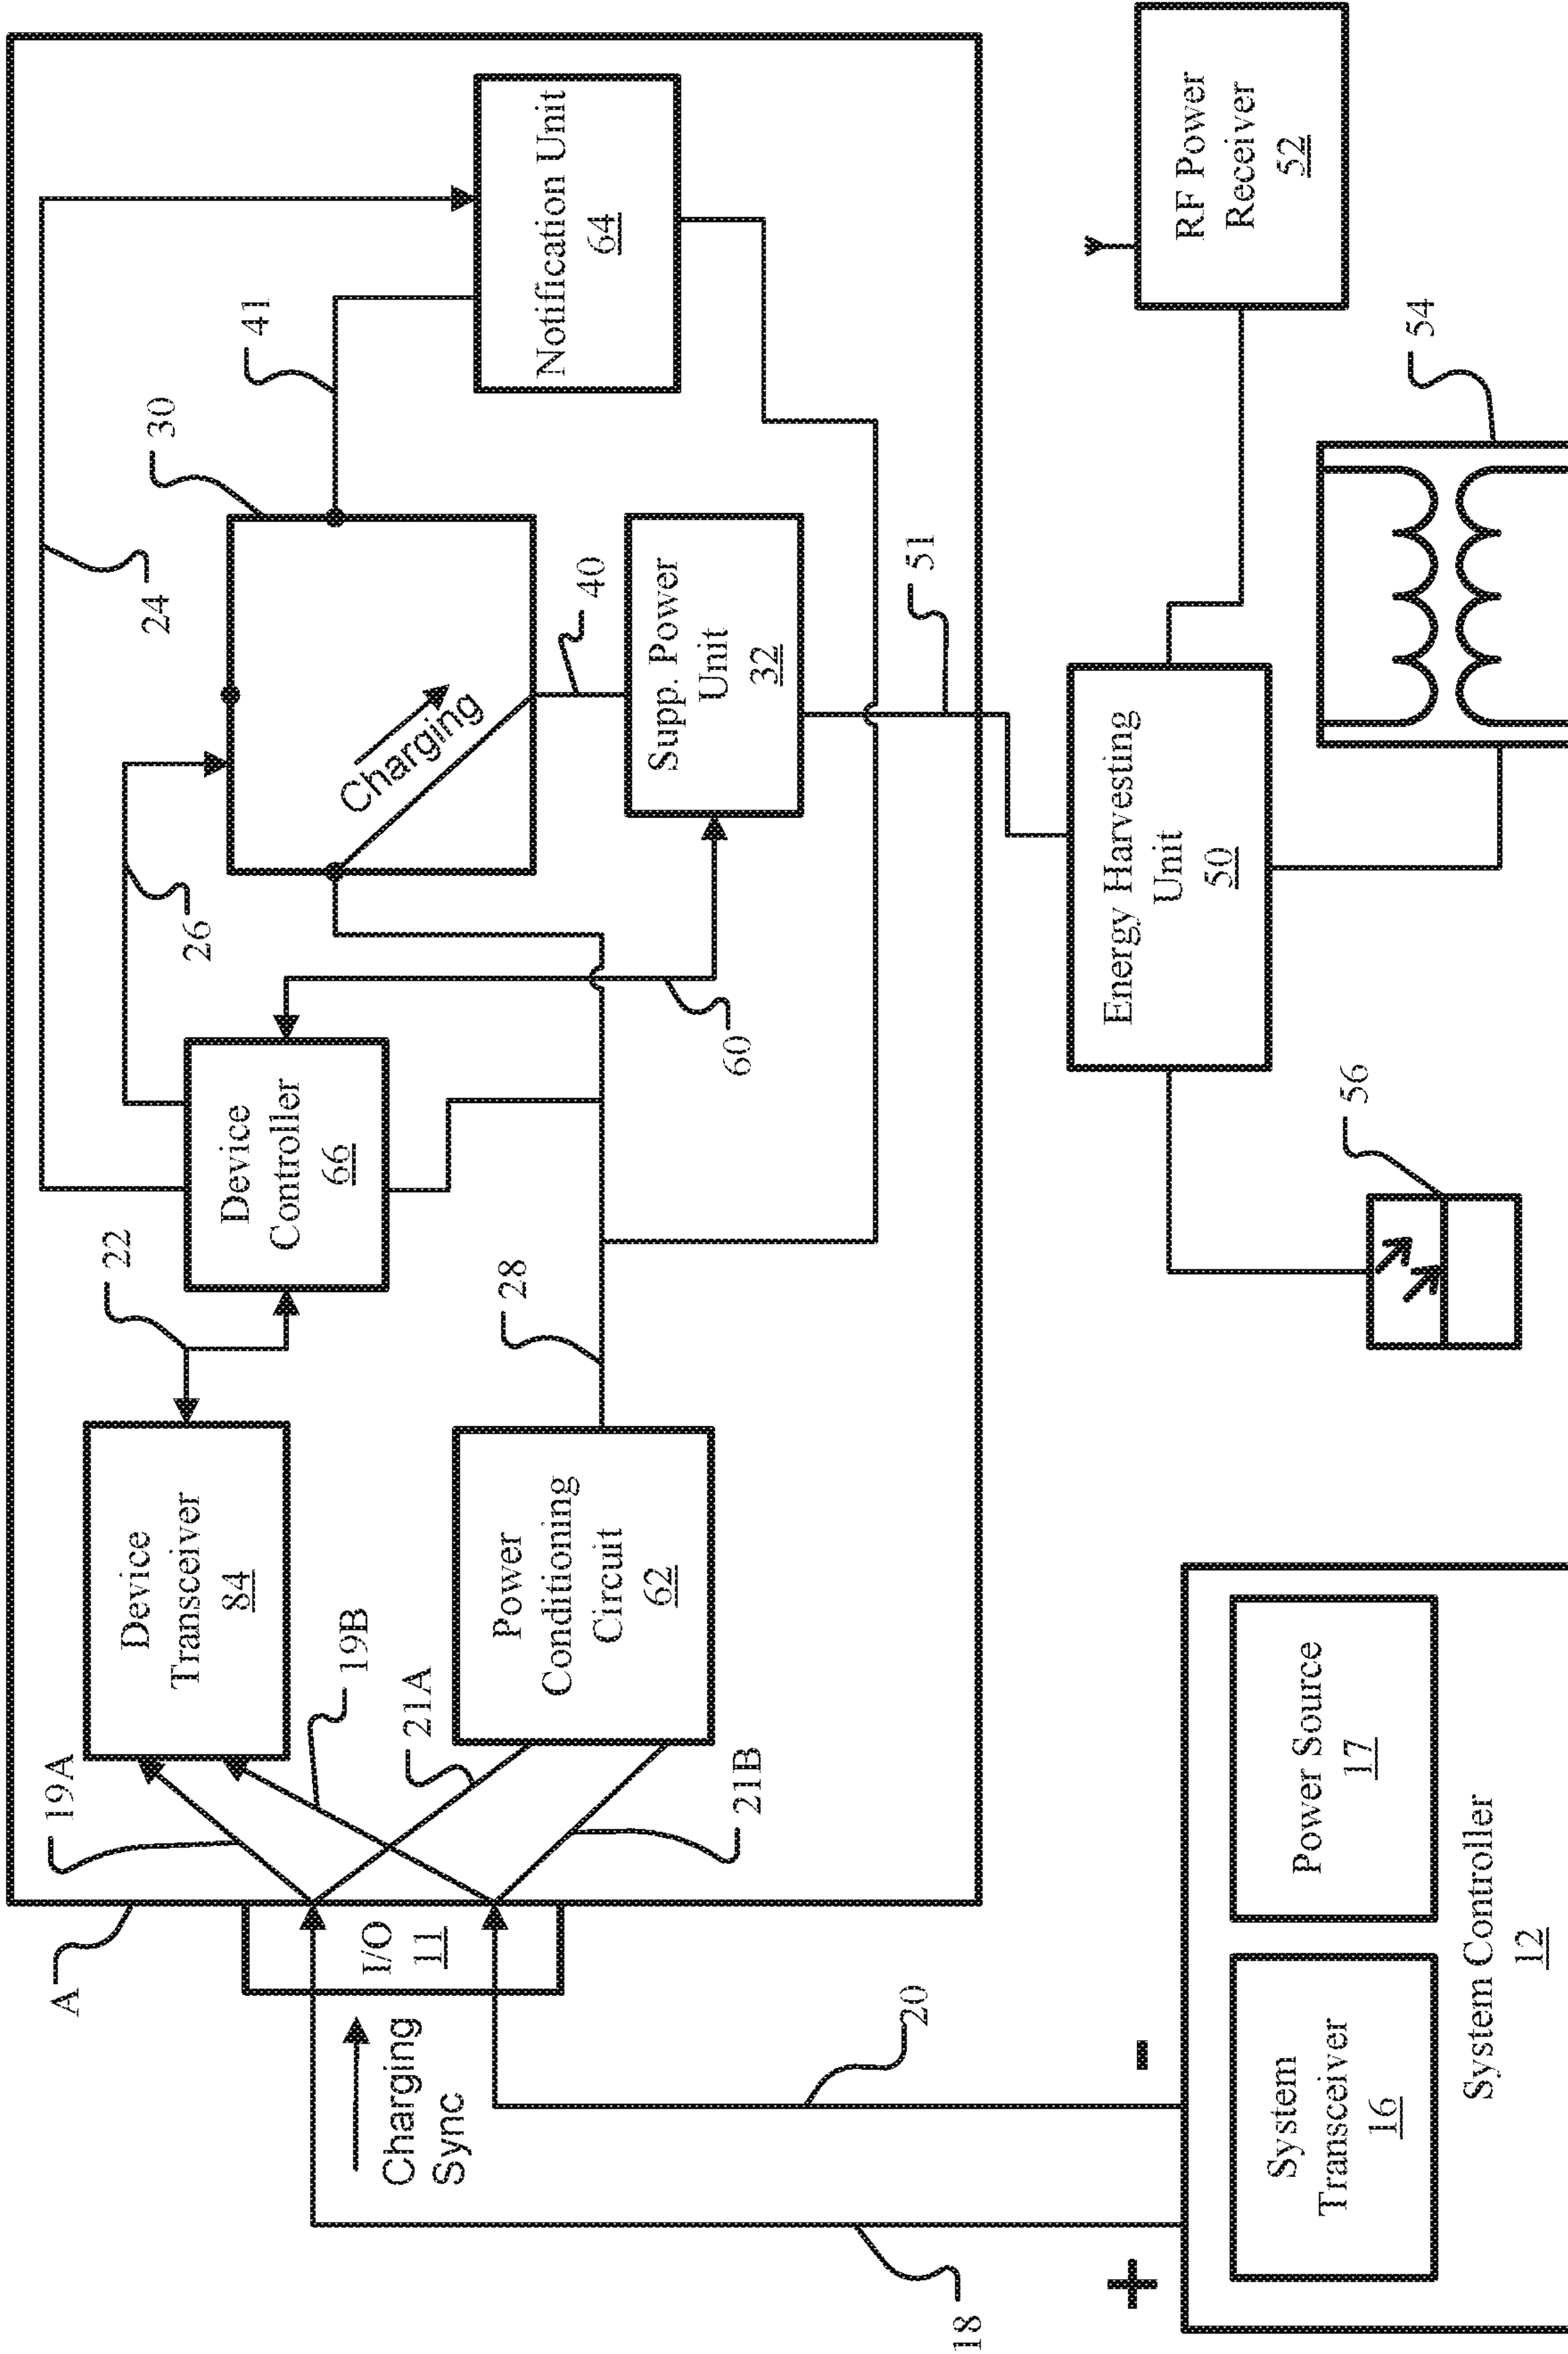 A
19A
Device
Transceiver
84
22
24
26
Device
Controller
66
30
41
Notification Unit
64
Charging
40
Supp. Power
Unit
32
60
28
19B
21A
Power
Conditioning
Circuit
62
21B
I/O
11
Charging
Sync
18
20
+
-
System
Transceiver
16
Power Source
17
System Controller
12
51
Energy Harvesting
Unit
50
RF Power
Receiver
52
54
56